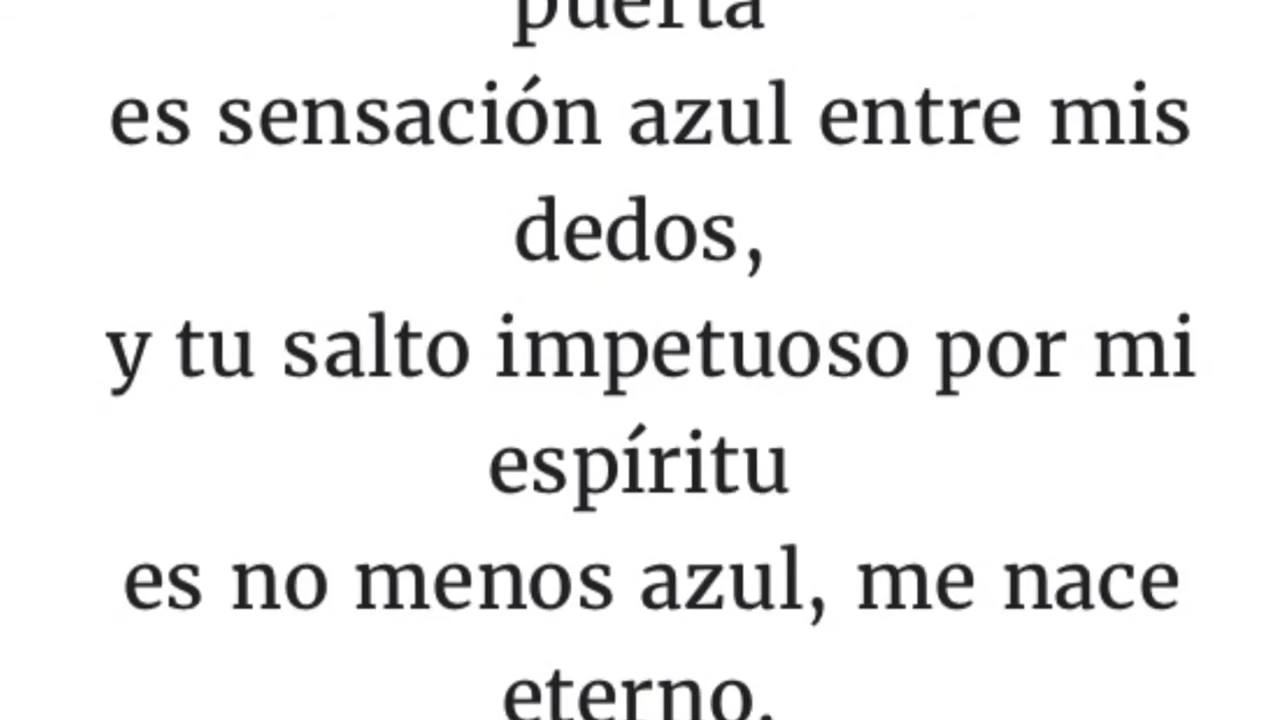 puerta
es sensación azul entre mis
dedos,
y tu salto impetuoso por mi
espíritu
es no menos azul, me nace
eterno.